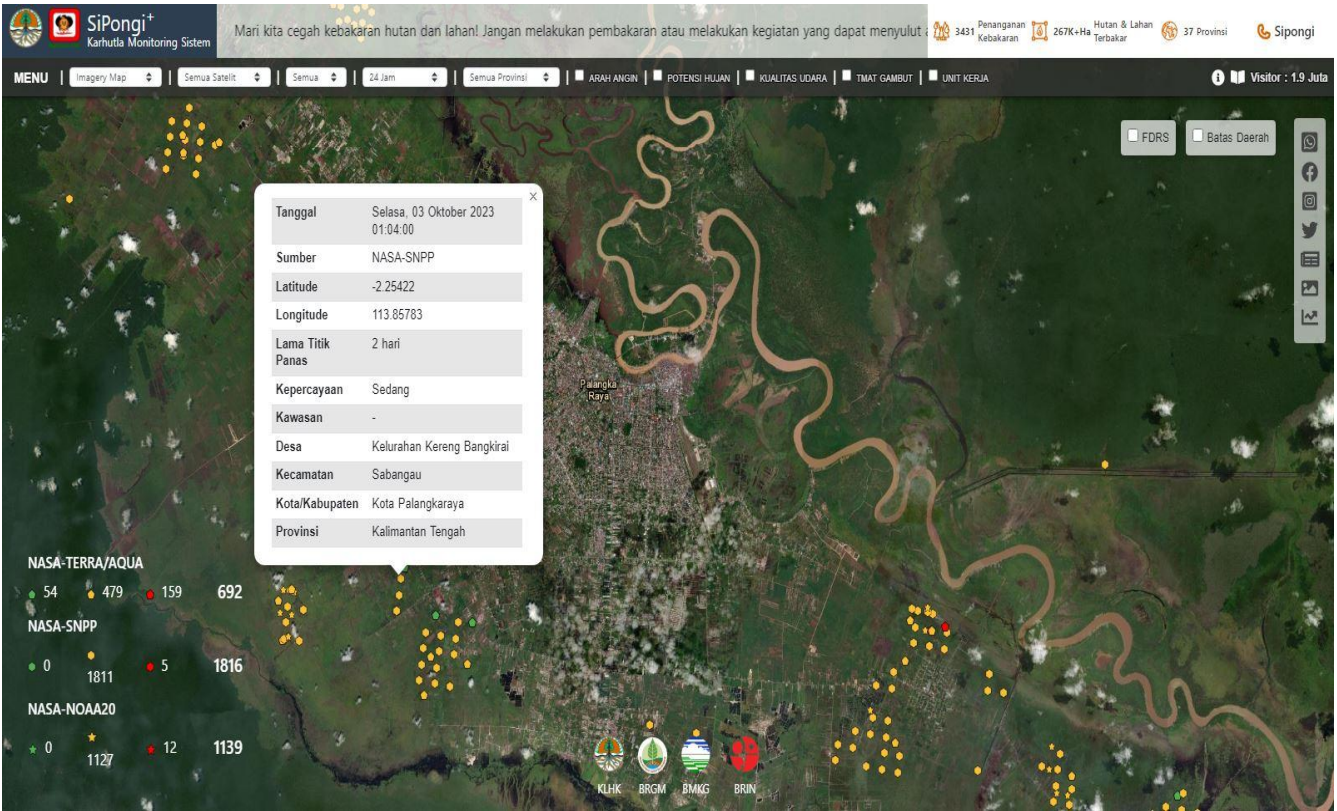 SiPongi+
Karhutla Monitoring Sistem
Mari kita cegah kebakaran hutan dan lahan! Jangan melakukan pembakaran atau melakukan kegiatan yang dapat menyulut
3431 Penanganan Kebakaran
267K+Ha Hutan & Lahan Terbakar
37 Provinsi
Sipongi
MENU | Imagery Map | Semua Satelit | Semua | 24 Jam | Semua Provinsi | ARAH ANGIN | POTENSI HUJAN | KUALITAS UDARA | TMAT GAMBUT | UNIT KERJA
Visitor : 1.9 Juta
FDRS
Batas Daerah
x
Tanggal Selasa, 03 Oktober 2023
01:04:00
Sumber NASA-SNPP
Latitude -2.25422
Longitude 113.85783
Lama Titik Panas 2 hari
Kepercayaan Sedang
Kawasan -
Desa Kelurahan Kereng Bangkirai
Kecamatan Sabangau
Kota/Kabupaten Kota Palangkaraya
Provinsi Kalimantan Tengah
Palangka
Raya
NASA-TERRA/AQUA
54 479 159 692
NASA-SNPP
0 1811 5 1816
NASA-NOAA20
0 1127 12 1139
KLHK BRGM BMKG BRIN